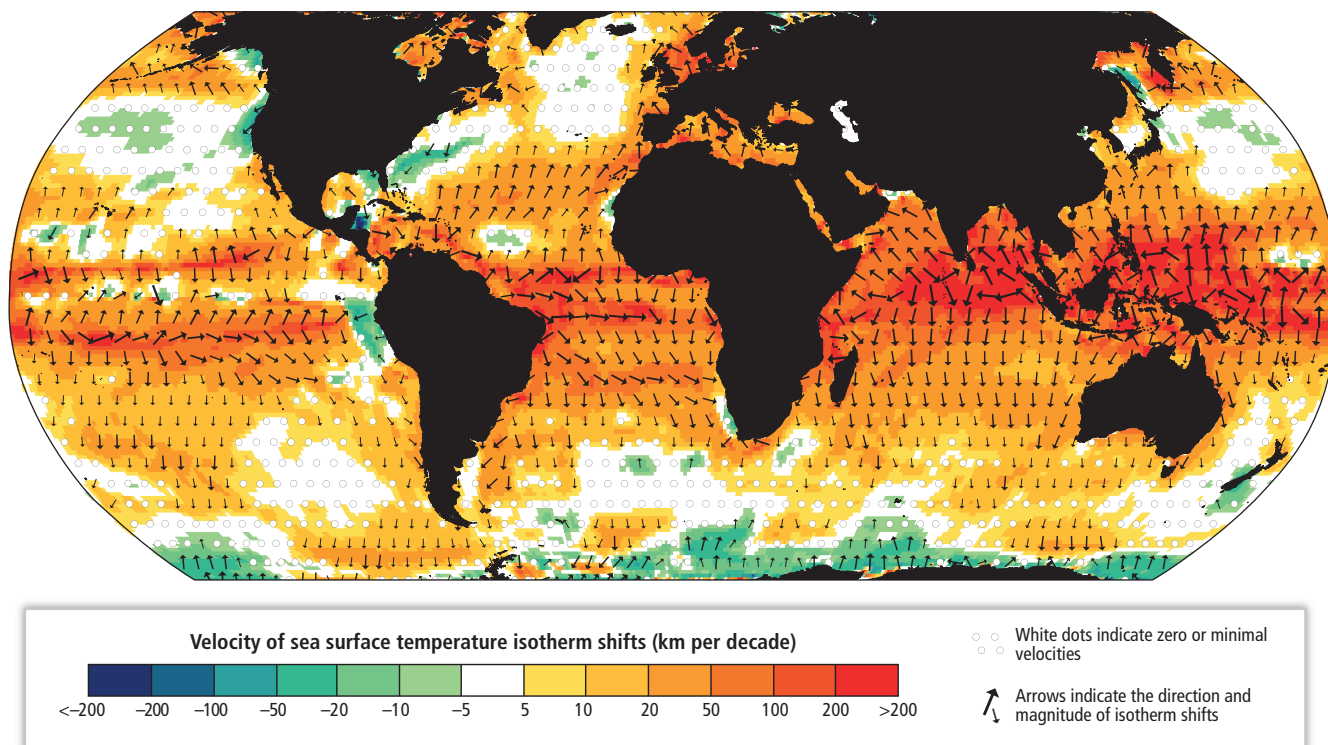 Velocity of sea surface temperature isotherm shifts (km per decade)
<–200 –200 –100 –50 –20 –10 –5 5 10 20 50 100 200 >200
White dots indicate zero or minimal
velocities
Arrows indicate the direction and
magnitude of isotherm shifts